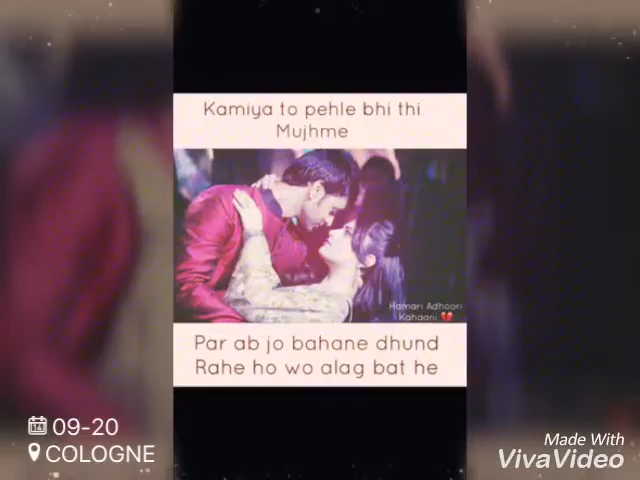 Kamiya to pehle bhi thi
Mujhme
Hamari Adhoori
Kahaani 💔
Par ab jo bahane dhund
Rahe ho wo alag bat he
09-20
COLOGNE
Made With
VivaVideo